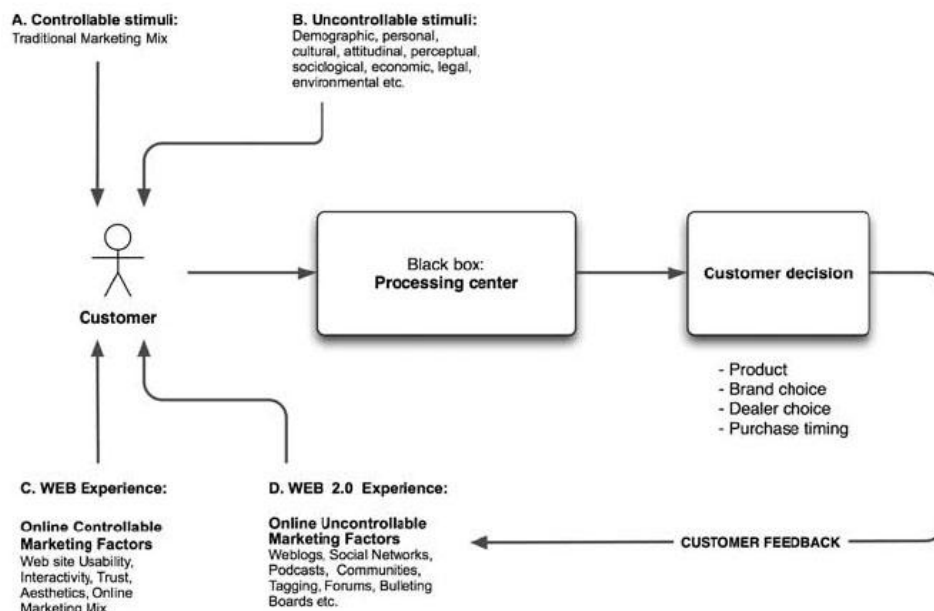 A. Controllable stimuli:
Traditional Marketing Mix
B. Uncontrollable stimuli:
Demographic, personal,
cultural, attitudinal, perceptual,
sociological, economic, legal,
environmental etc.
Customer
Black box:
Processing center
Customer decision
- Product
- Brand choice
- Dealer choice
- Purchase timing
C. WEB Experience:
Online Controllable
Marketing Factors
Web site Usability,
Interactivity, Trust,
Aesthetics, Online
Marketing Mix
D. WEB 2.0 Experience:
Online Uncontrollable
Marketing Factors
Weblogs, Social Networks,
Podcasts, Communities,
Tagging, Forums, Bulleting
Boards etc.
CUSTOMER FEEDBACK